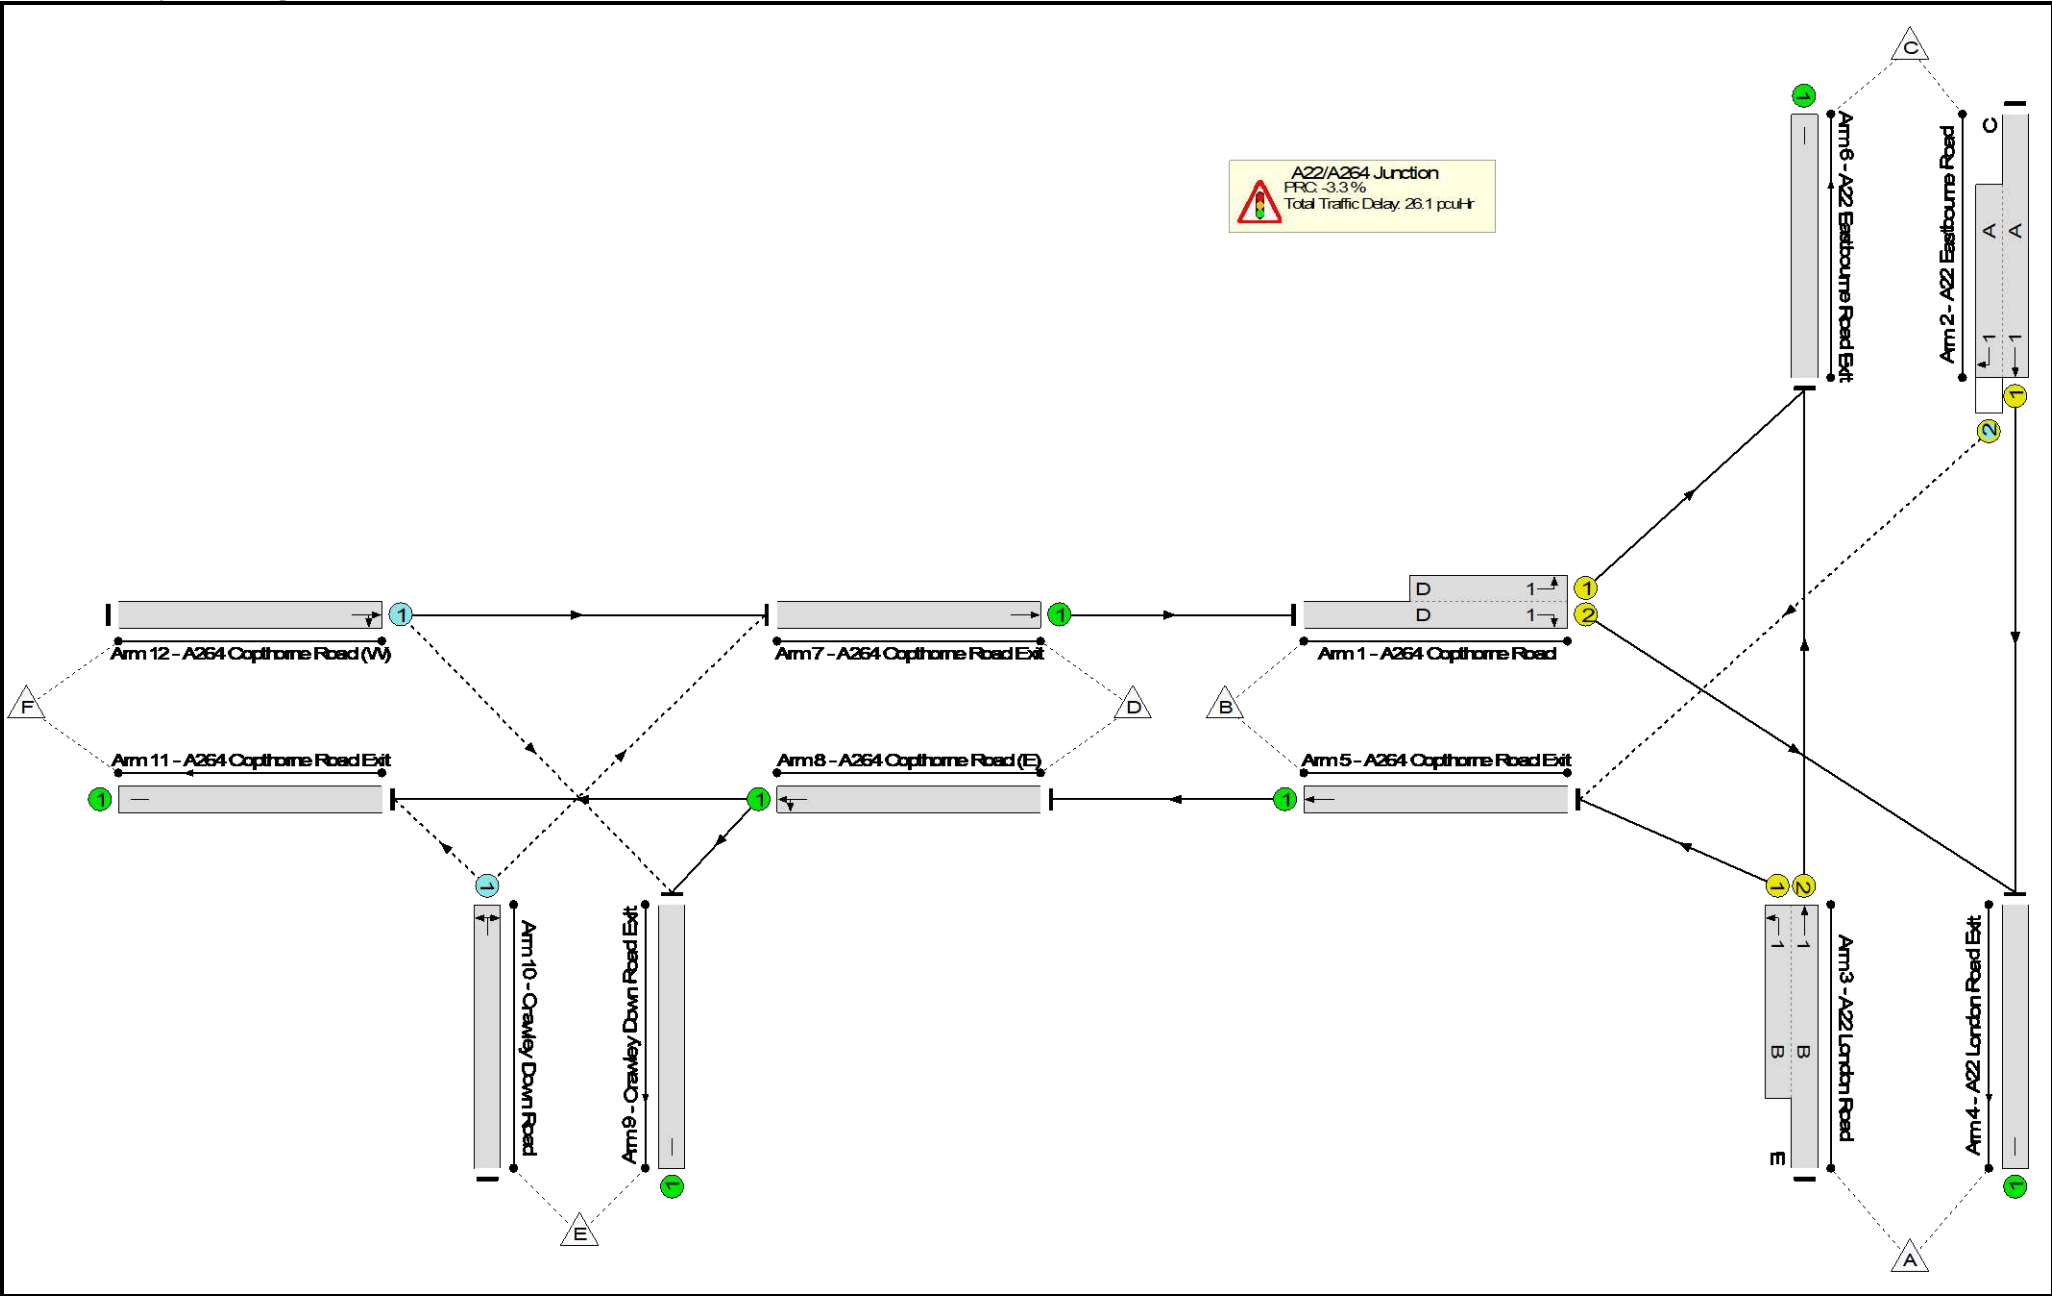 C
1
1
Arm 6 - A22 Eastbourne Road Exit
Arm 2 - A22 Eastbourne Road
C
A
A
1
1
1
2
A22/A264 Junction
PRC: -3.3 %
Total Traffic Delay: 26.1 pcuHr
1
Arm 12 - A264 Copthorne Road (W)
Arm 7 - A264 Copthorne Road Exit
1
D
1
D
1
1
2
Arm 1 - A264 Copthorne Road
F
D
B
Arm 11 - A264 Copthorne Road Exit
1
Arm 8 - A264 Copthorne Road (E)
1
Arm 5 - A264 Copthorne Road Exit
1
1
Arm 10 - Crawley Down Road
Arm 9 - Crawley Down Road Exit
1
E
1
2
1
1
B
B
E
Arm 3 - A22 London Road
Arm 4 - A22 London Road Exit
1
A